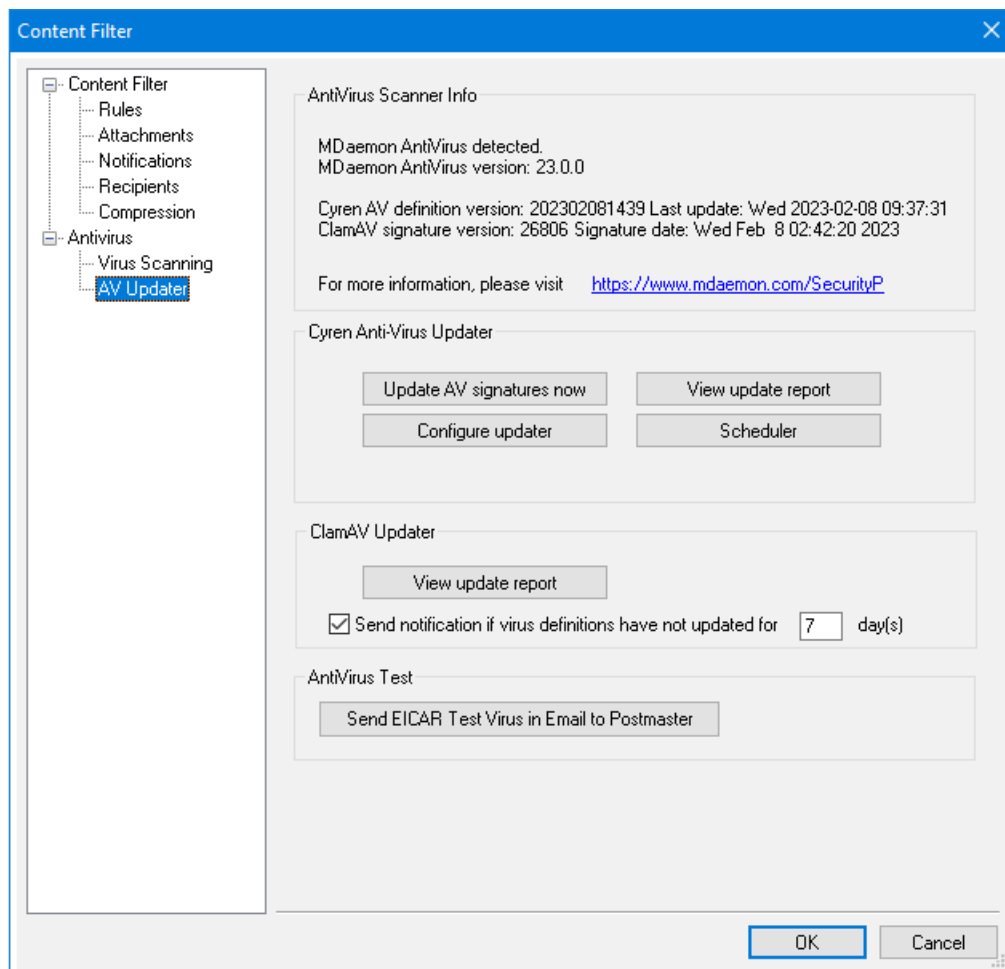 Content Filter
Content Filter
Rules
Attachments
Notifications
Recipients
Compression
Antivirus
Virus Scanning
AV Updater
AntiVirus Scanner Info
MDaemon AntiVirus detected.
MDaemon AntiVirus version: 23.0.0
Cyren AV definition version: 202302081439 Last update: Wed 2023-02-08 09:37:31
ClamAV signature version: 26806 Signature date: Wed Feb  8 02:42:20 2023
For more information, please visit https://www.mdaemon.com/SecurityP
Cyren Anti-Virus Updater
Update AV signatures now
View update report
Configure updater
Scheduler
ClamAV Updater
View update report
Send notification if virus definitions have not updated for 7 day(s)
AntiVirus Test
Send EICAR Test Virus in Email to Postmaster
OK
Cancel